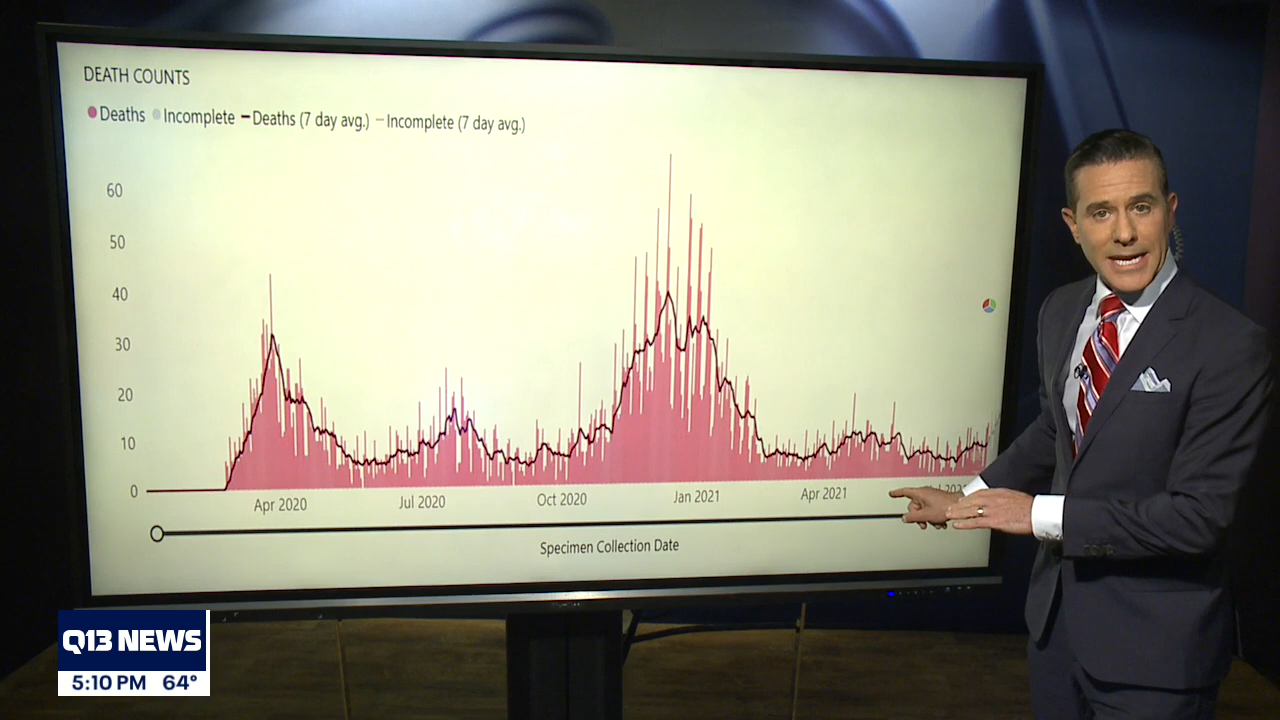 DEATH COUNTS
Deaths Incomplete Deaths (7 day avg.) Incomplete (7 day avg.)
60
50
40
30
20
10
0
Apr 2020 Jul 2020 Oct 2020 Jan 2021 Apr 2021
Specimen Collection Date
Q13 NEWS
5:10 PM 64°